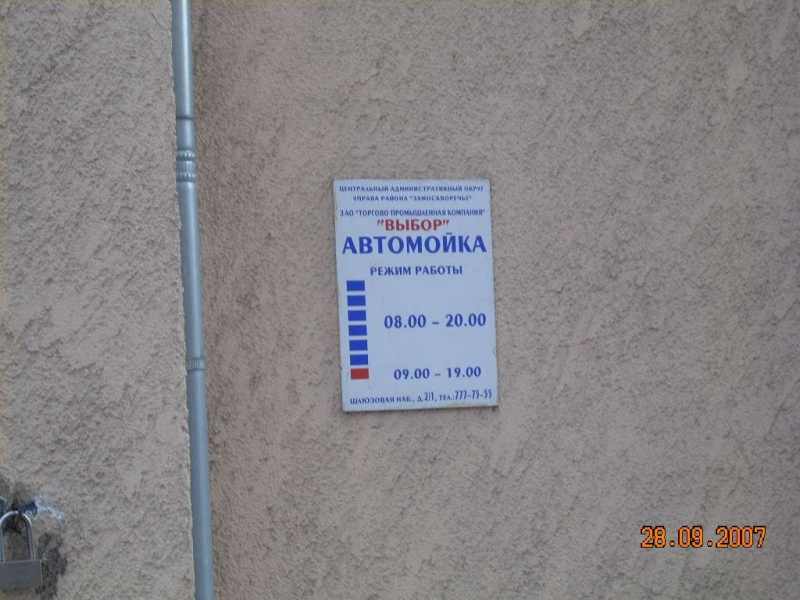 ЦЕНТРАЛЬНЫЙ АДМИНИСТРАТИВНЫЙ ОКРУГ
УПРАВА РАЙОНА "ЗАМОСКВОРЕЧЬЕ"
ЗАО "ТОРГОВО ПРОМЫШЛЕННАЯ КОМПАНИЯ"
"ВЫБОР"
АВТОМОЙКА
РЕЖИМ РАБОТЫ
08.00 - 20.00
09.00 - 19.00
ШЛЮЗОВАЯ НАБ., Д.2/1, ТЕЛ.:777-75-55
28.09.2007